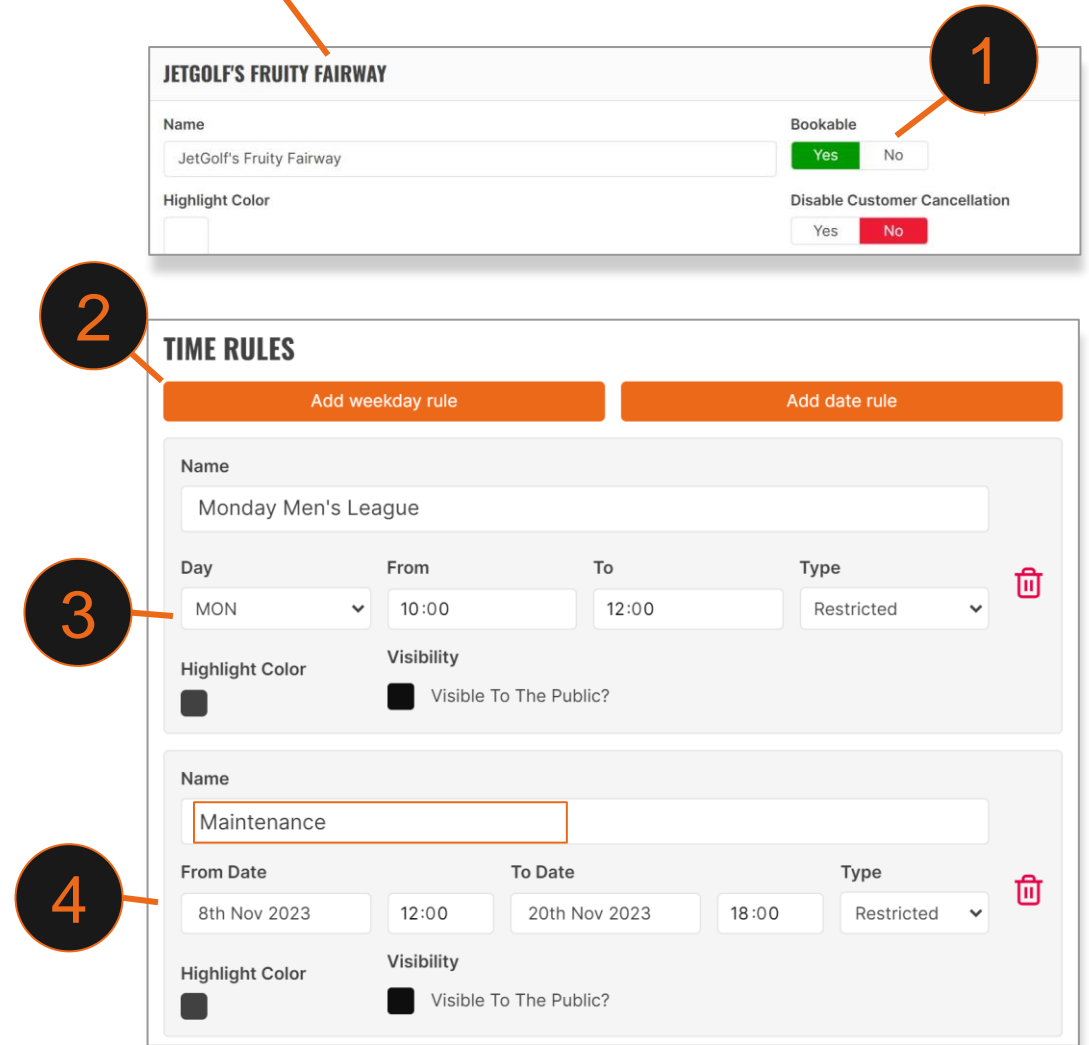 1
JETGOLF'S FRUITY FAIRWAY
Name
Bookable
JetGolf's Fruity Fairway
Yes No
Highlight Color
Disable Customer Cancellation
Yes No
2
TIME RULES
Add weekday rule
Add date rule
Name
Monday Men's League
Day From To Type
3
MON 10:00 12:00 Restricted
Highlight Color
Visibility
Visible To The Public?
Name
Maintenance
4
From Date To Date Type
8th Nov 2023 12:00 20th Nov 2023 18:00 Restricted
Highlight Color
Visibility
Visible To The Public?